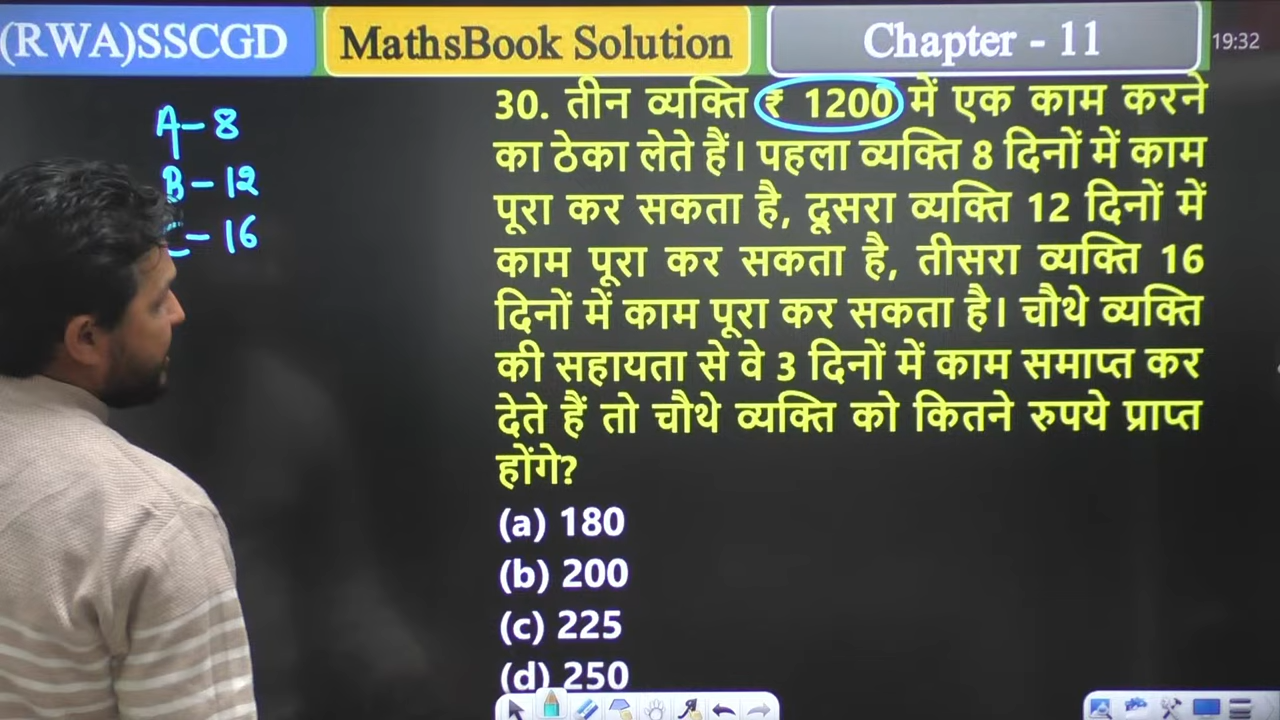 (RWA)SSCGD
MathsBook Solution
Chapter - 11
19:32
A- 8
B - 12
C - 16
30. तीन व्यक्ति ₹ 1200 में एक काम करने
का ठेका लेते हैं। पहला व्यक्ति 8 दिनों में काम
पूरा कर सकता है, दूसरा व्यक्ति 12 दिनों में
काम पूरा कर सकता है, तीसरा व्यक्ति 16
दिनों में काम पूरा कर सकता है। चौथे व्यक्ति
की सहायता से वे 3 दिनों में काम समाप्त कर
देते हैं तो चौथे व्यक्ति को कितने रुपये प्राप्त
होंगे?
(a) 180
(b) 200
(c) 225
(d) 250